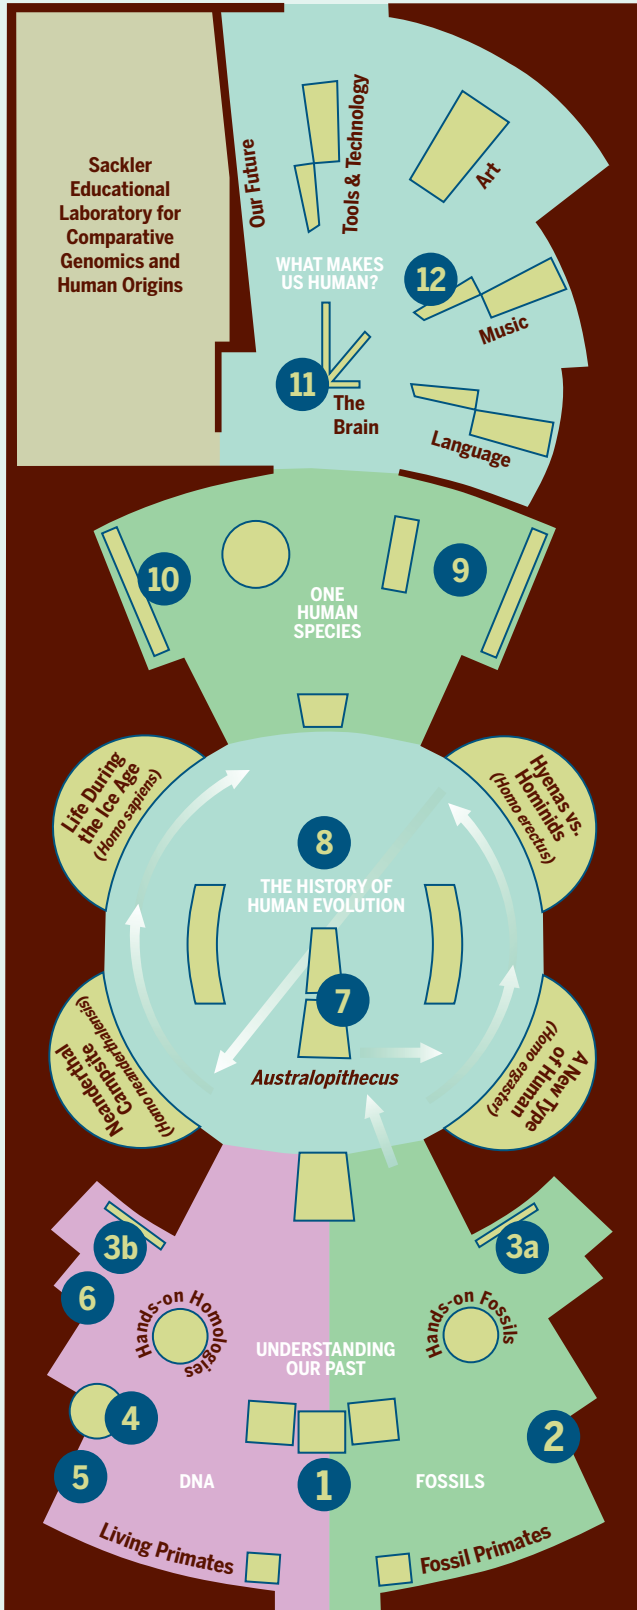 Sackler
Educational
Laboratory for
Comparative
Genomics and
Human Origins
Our Future
Tools & Technology
Art
WHAT MAKES
US HUMAN?
12
Music
11
The
Brain
Language
10
9
ONE
HUMAN
SPECIES
Life During
the Ice Age
(Homo sapiens)
Hyenas vs.
Hominids
(Homo erectus)
8
THE HISTORY OF
HUMAN EVOLUTION
7
Australopithecus
Neanderthal
Campsite
(Homo neanderthalensis)
A New Type
of Human
(Homo ergaster)
3b
3a
6
Hands-on Homologies
Hands-on Fossils
UNDERSTANDING
OUR PAST
4
2
5
DNA
1
FOSSILS
Living Primates
Fossil Primates